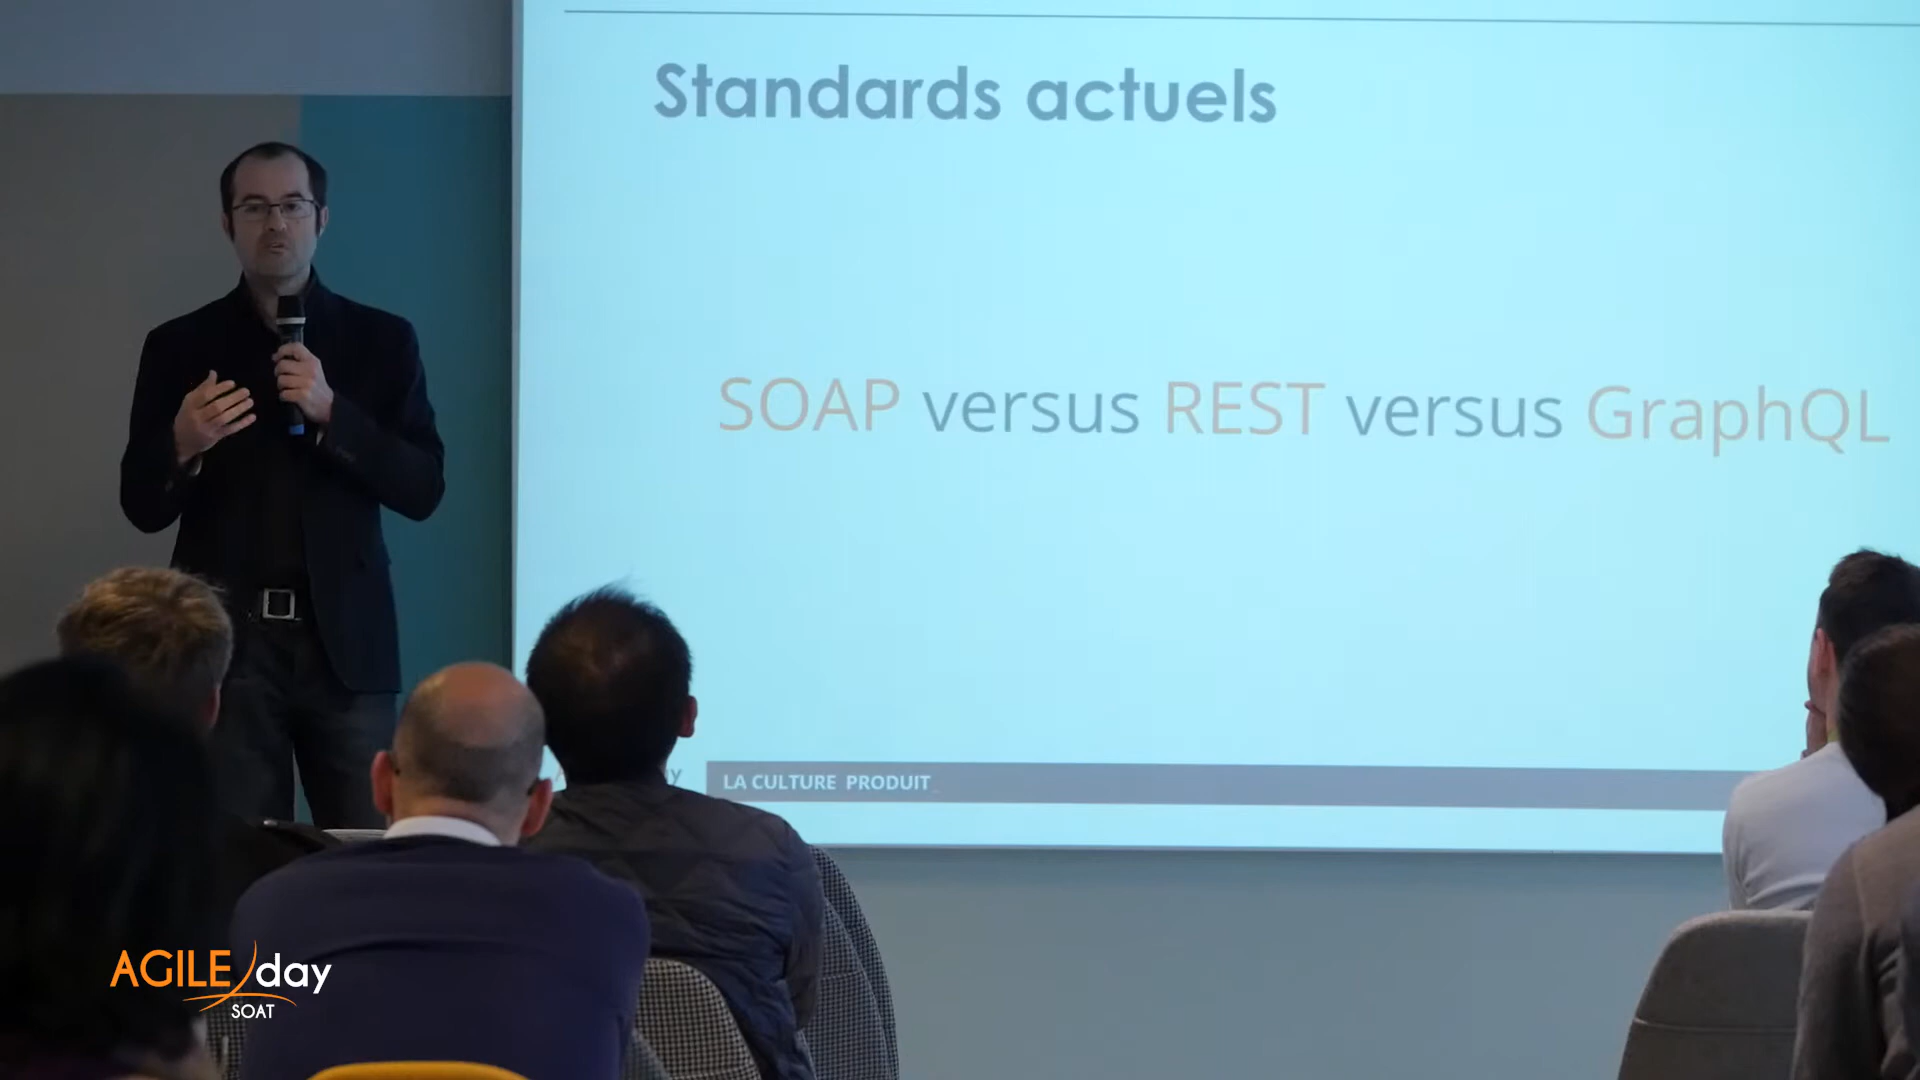 Standards actuels
SOAP versus REST versus GraphQL
LA CULTURE PRODUIT
AGILE day
SOAT